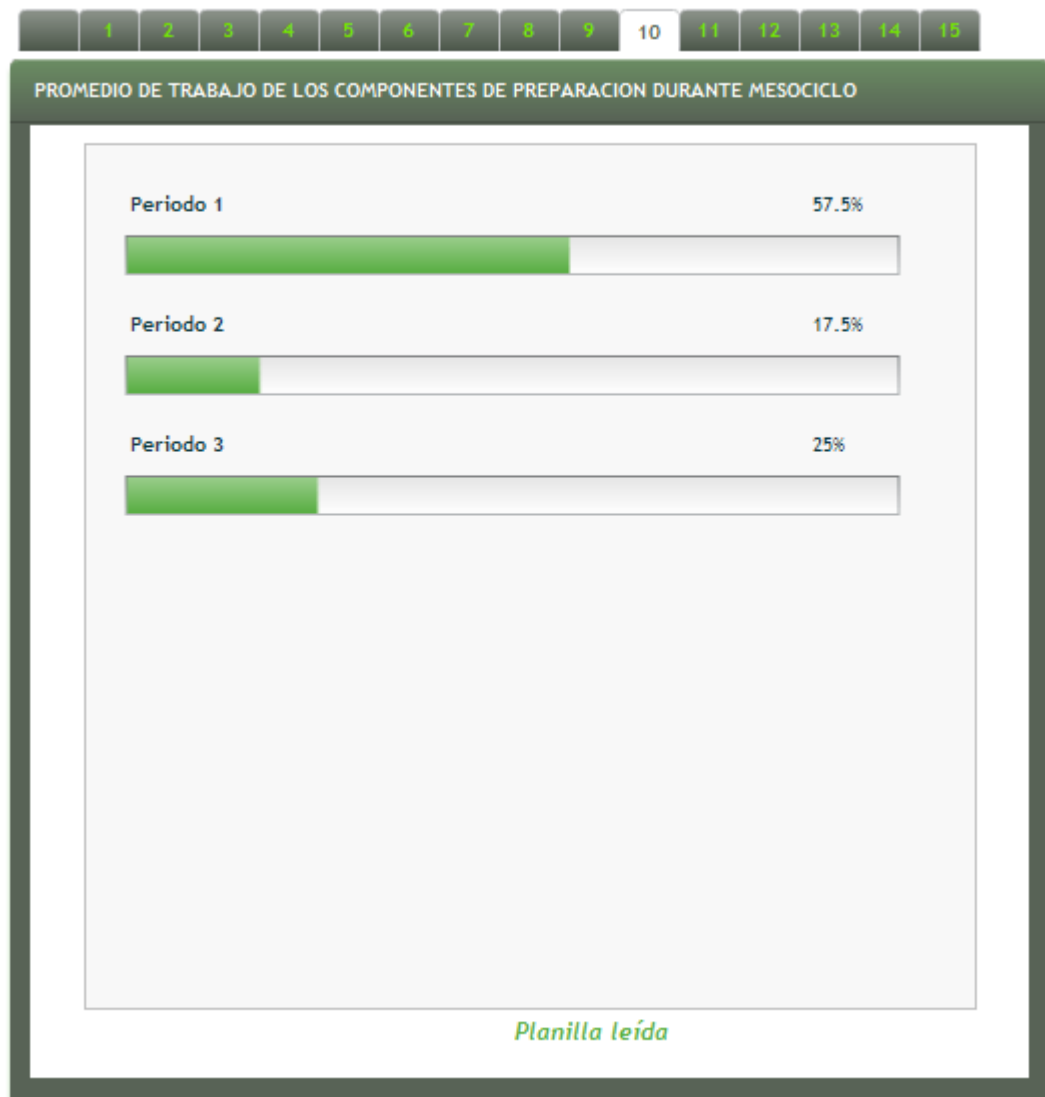 1 2 3 4 5 6 7 8 9 10 11 12 13 14 15
PROMEDIO DE TRABAJO DE LOS COMPONENTES DE PREPARACION DURANTE MESOCICLO
Periodo 1 57.5%
Periodo 2 17.5%
Periodo 3 25%
Planilla leída